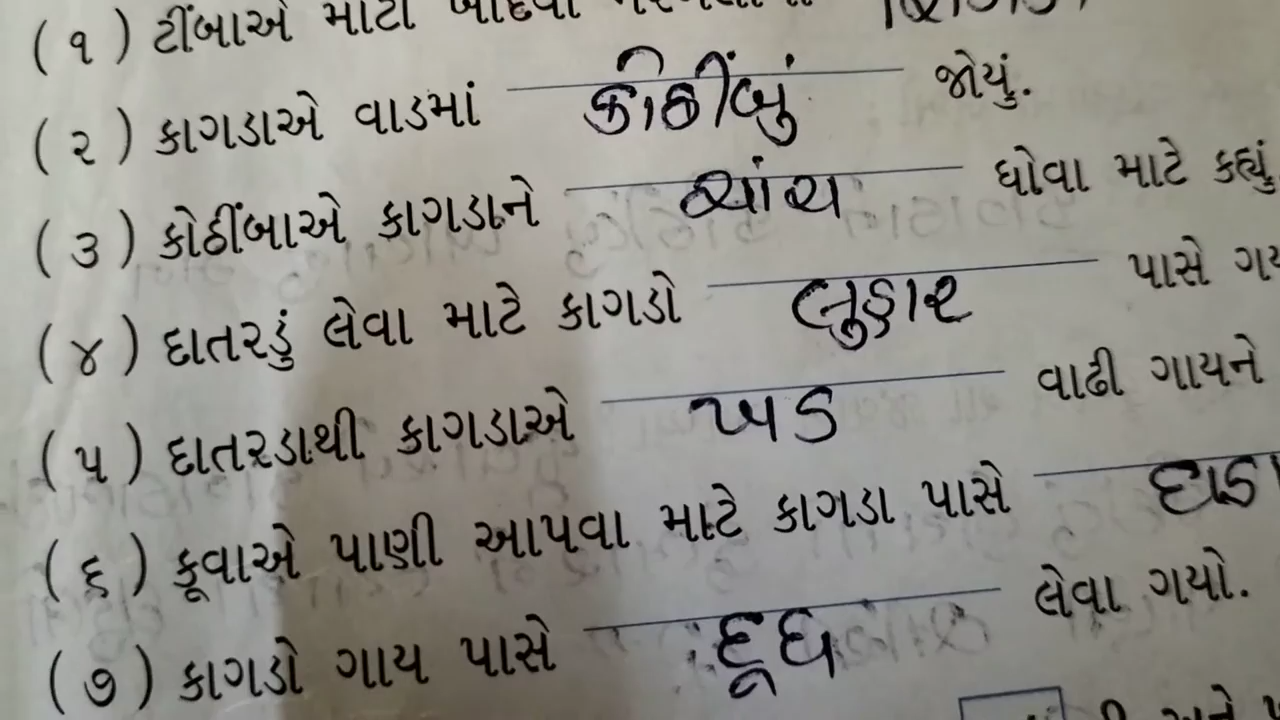 (૧) ટીંબાએ માટી
(૨) કાગડાએ વાડમાં કોઠીંબું જોયું.
(૩) કોઠીંબાએ કાગડાને ચાંચ ધોવા માટે કહ્યું
(૪) દાતરડું લેવા માટે કાગડો લુહાર પાસે
(૫) દાતરડાથી કાગડાએ ખડ વાઢી ગાયને
(૬) કૂવાએ પાણી આપવા માટે કાગડા પાસે
(૭) કાગડો ગાય પાસે દૂધ લેવા ગયો.